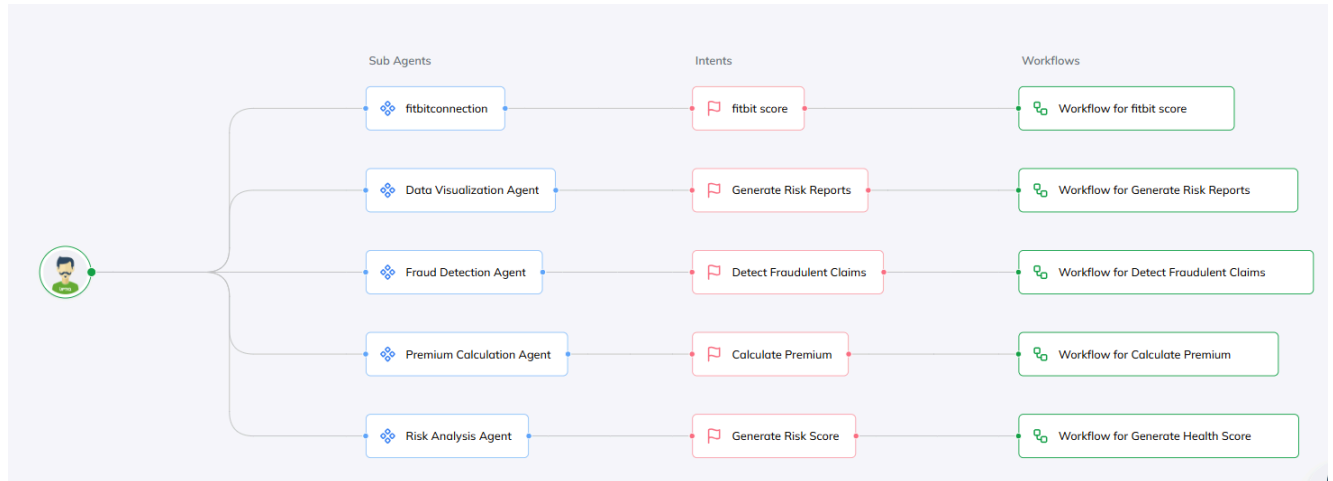 Sub Agents Intents Workflows
fitbitconnection fitbit score Workflow for fitbit score
Data Visualization Agent Generate Risk Reports Workflow for Generate Risk Reports
Fraud Detection Agent Detect Fraudulent Claims Workflow for Detect Fraudulent Claims
Premium Calculation Agent Calculate Premium Workflow for Calculate Premium
Risk Analysis Agent Generate Risk Score Workflow for Generate Health Score